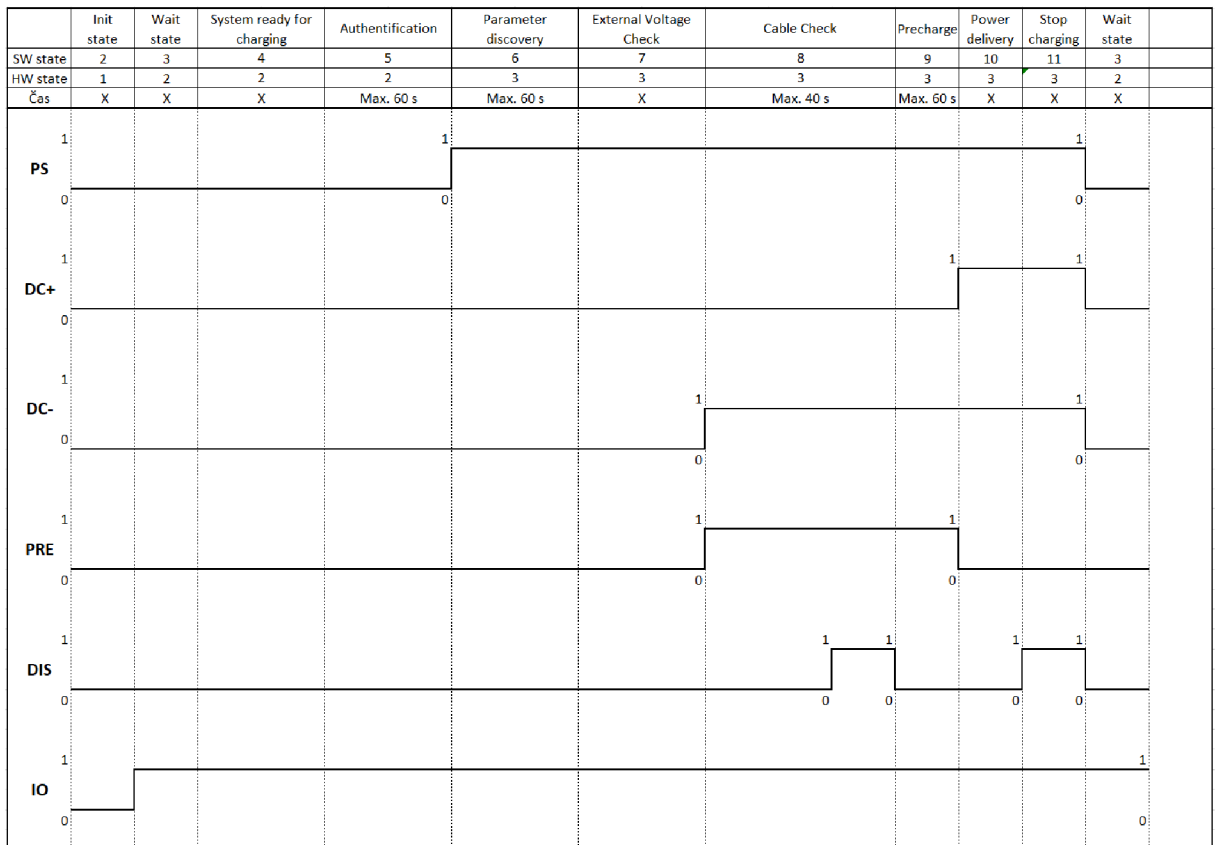 Init state Wait state System ready for charging Authentification Parameter discovery External Voltage Check Cable Check Precharge Power delivery Stop charging Wait state
SW state 2 3 4 5 6 7 8 9 10 11 3
HW state 1 2 2 2 3 3 3 3 3 3 2
Čas X X X Max. 60 s Max. 60 s X Max. 40 s Max. 60 s X X X
1 1 1
PS
0 0 0
1 1 1
DC+
0
1
1 1
DC-
0
0 0
1 1 1
PRE
0 0 0
1 1 1 1 1
DIS
0 0 0 0 0
1 1
IO
0 0